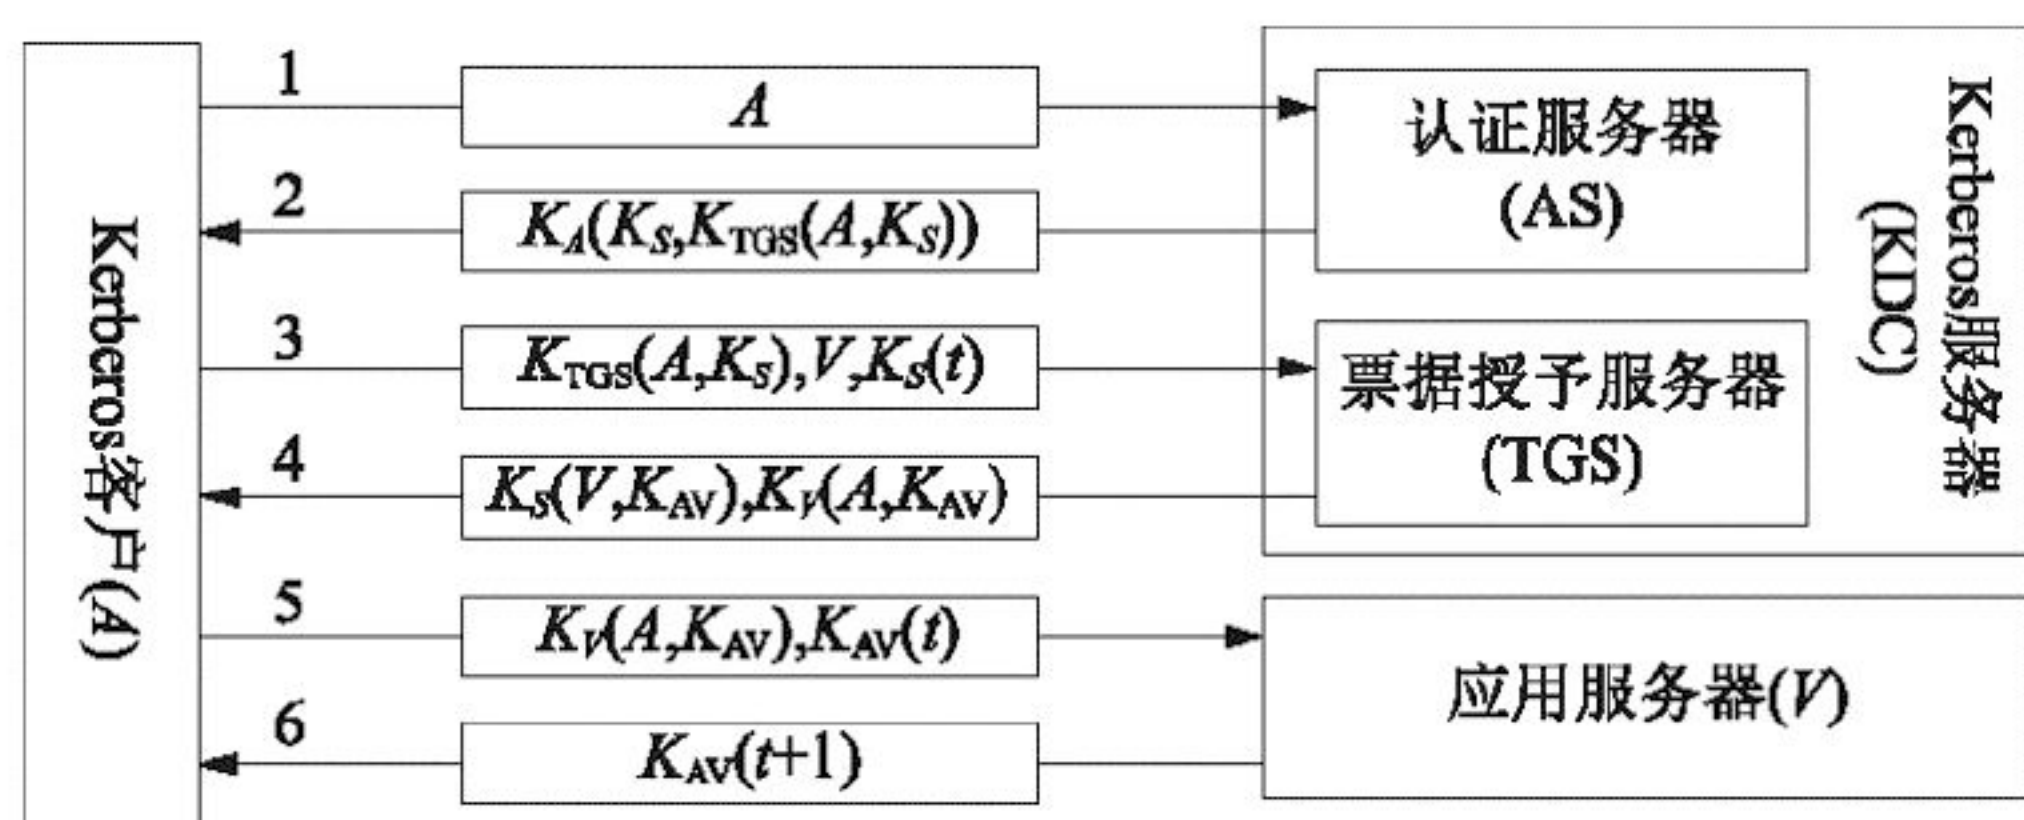 Kerberos客户(A)
1
A
2
K_A(K_S,K_TGS(A,K_S))
3
K_TGS(A,K_S),V,K_S(t)
4
K_S(V,K_AV),K_V(A,K_AV)
5
K_V(A,K_AV),K_AV(t)
6
K_AV(t+1)
认证服务器
(AS)
票据授予服务器
(TGS)
Kerberos服务器
(KDC)
应用服务器(V)